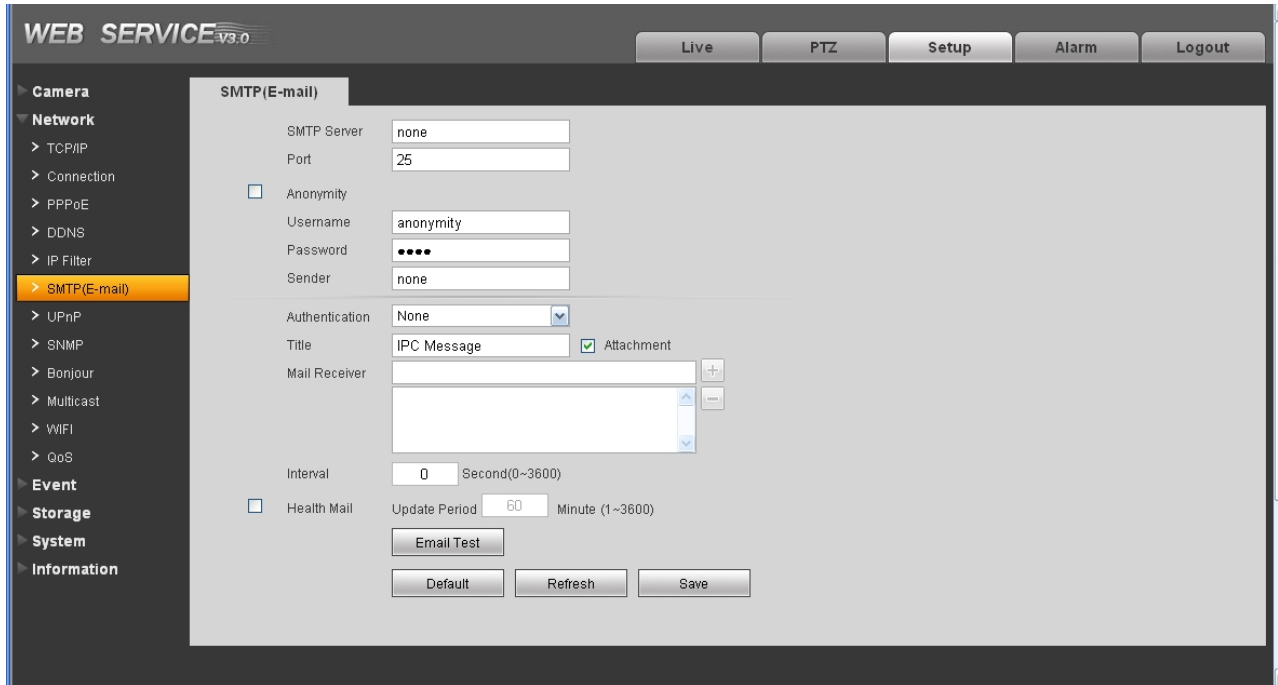 WEB SERVICE V3.0
Live PTZ Setup Alarm Logout
Camera
Network
TCP/IP
Connection
PPPoE
DDNS
IP Filter
SMTP(E-mail)
UPnP
SNMP
Bonjour
Multicast
WIFI
QoS
Event
Storage
System
Information
SMTP(E-mail)
SMTP Server none
Port 25
Anonymity
Username anonymity
Password ●●●●
Sender none
Authentication None
Title IPC Message Attachment
Mail Receiver
Interval 0 Second(0~3600)
Health Mail Update Period 60 Minute (1~3600)
Email Test
Default Refresh Save